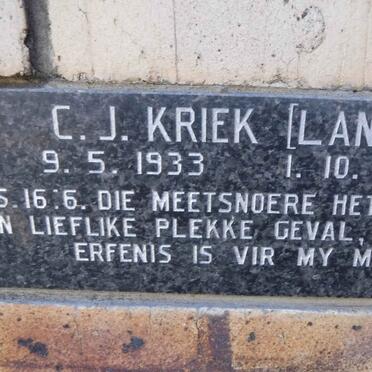 C. J. KRIEK [LAN
9. 5. 1933 1. 10.
S. 16:6. DIE MEETSNOERE HET
N LIEFLIKE PLEKKE GEVAL,
ERFENIS IS VIR MY M